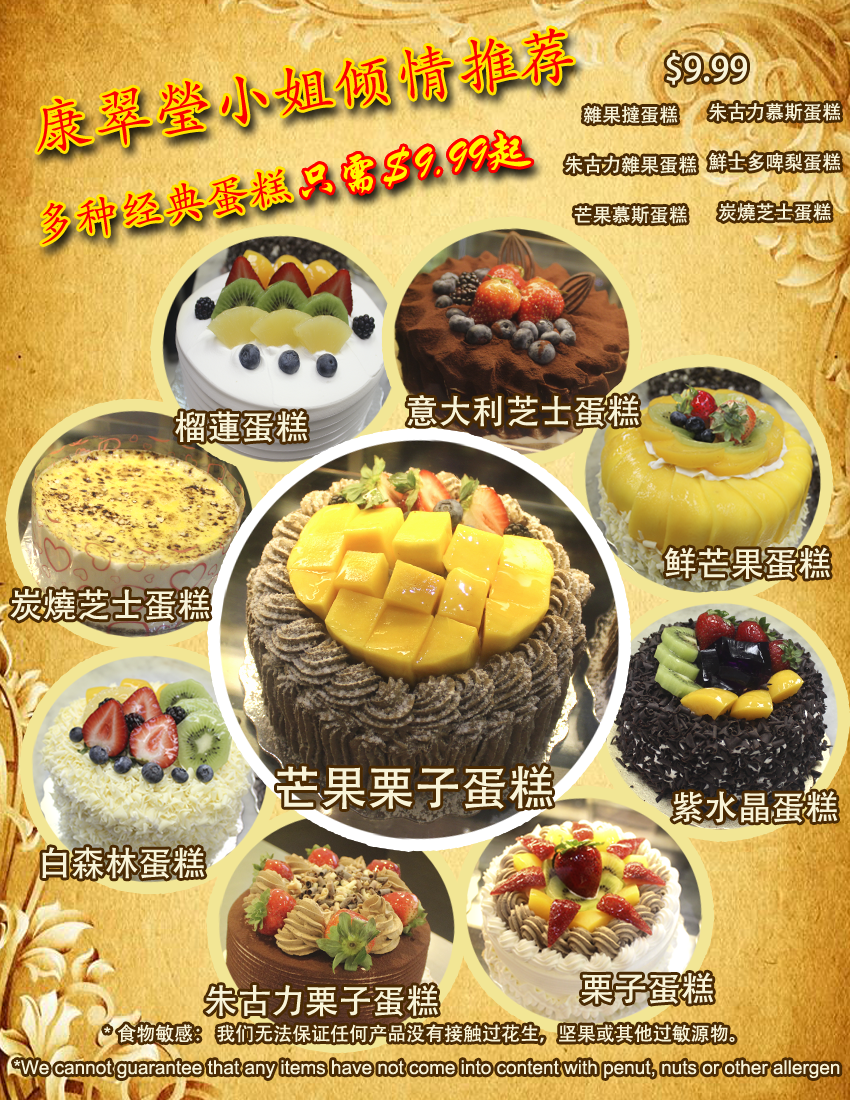 康翠瑩小姐倾情推荐
多种经典蛋糕只需$9.99起
$9.99
雜果撻蛋糕 朱古力慕斯蛋糕
朱古力雜果蛋糕 鮮士多啤梨蛋糕
芒果慕斯蛋糕 炭燒芝士蛋糕
榴蓮蛋糕
意大利芝士蛋糕
鲜芒果蛋糕
炭燒芝士蛋糕
芒果栗子蛋糕
紫水晶蛋糕
白森林蛋糕
朱古力栗子蛋糕
栗子蛋糕
* 食物敏感： 我们无法保证任何产品没有接触过花生，坚果或其他过敏源物。
*We cannot guarantee that any items have not come into content with penut, nuts or other allergen